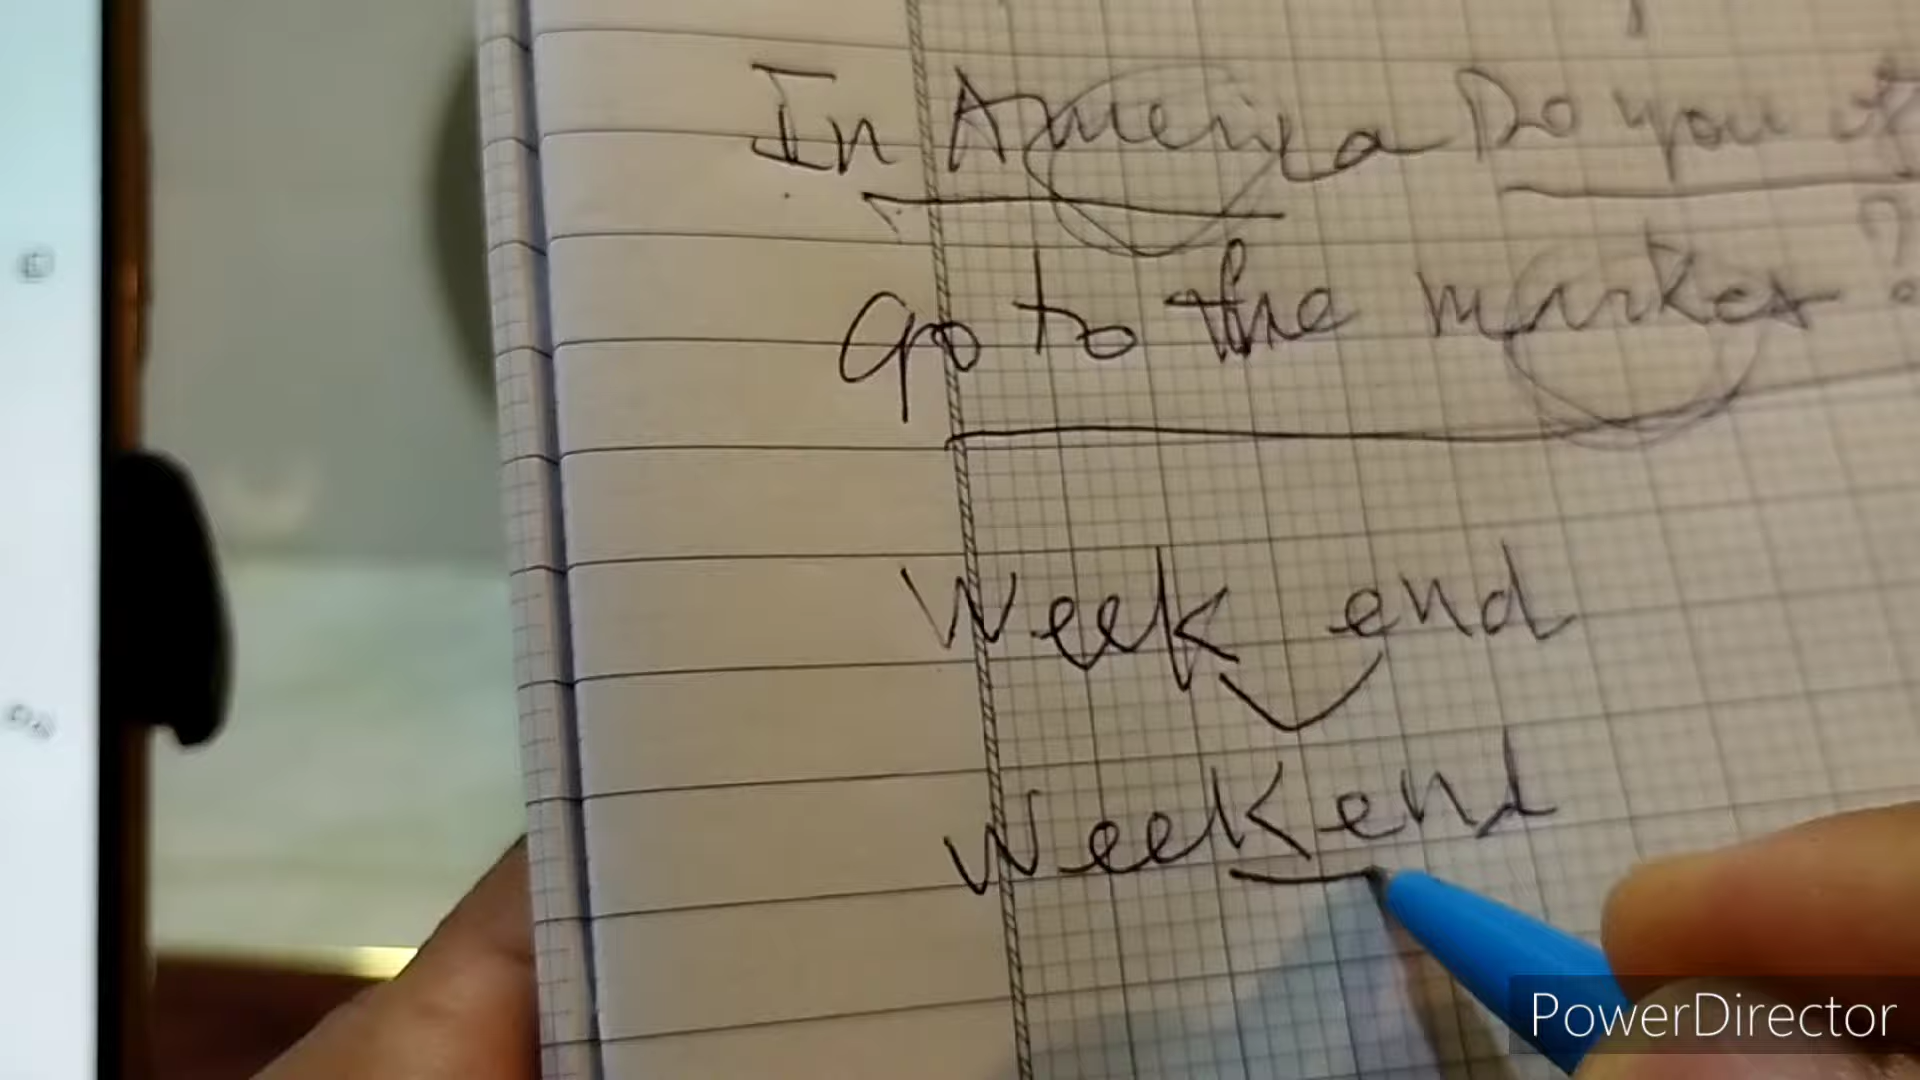 In America Do you
go to the market?
Week end
Weekend
PowerDirector